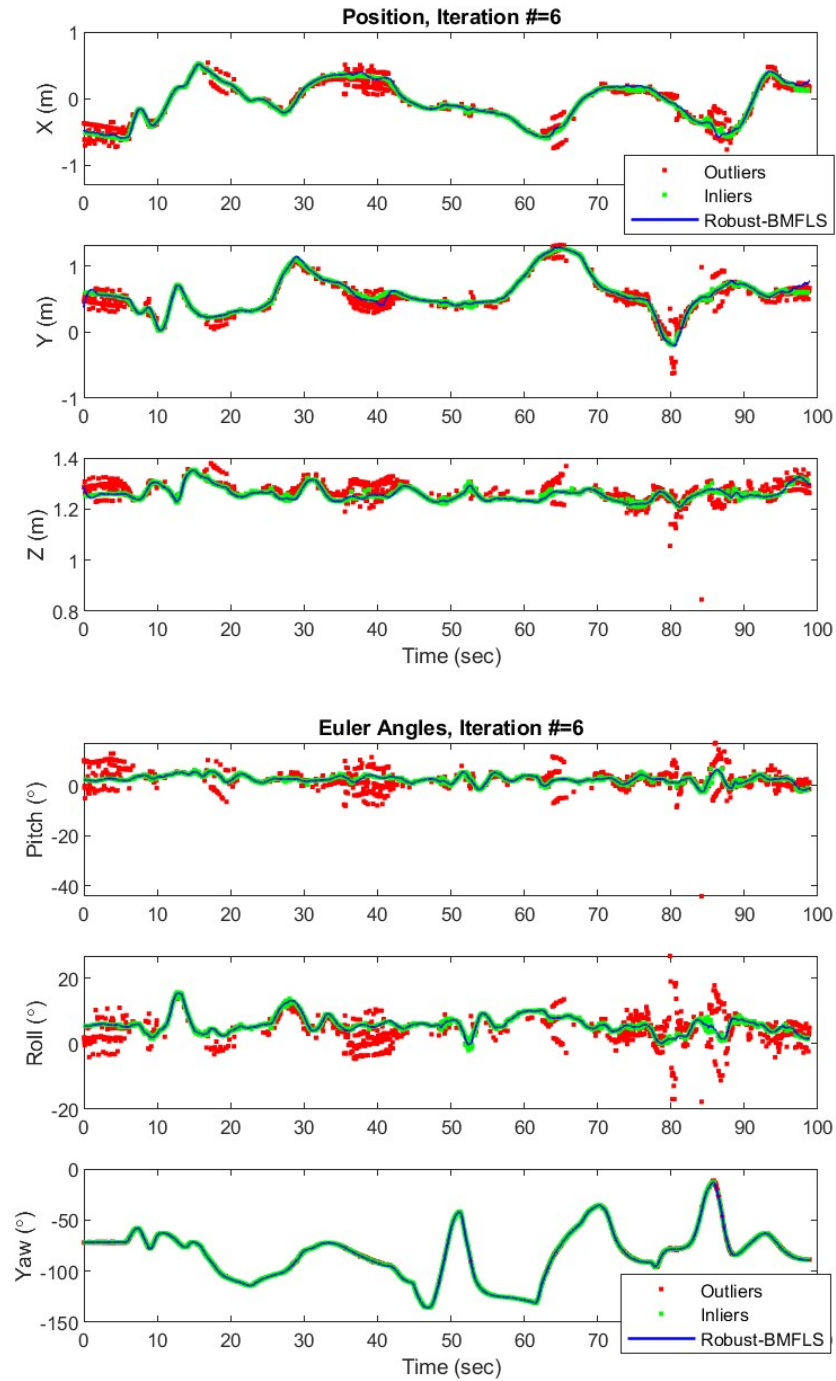 Position, Iteration #=6
1
0
-1
X (m)
0 10 20 30 40 50 60 70 80 90 100
Outliers
Inliers
Robust-BMFLS
1
0
-1
Y (m)
0 10 20 30 40 50 60 70 80 90 100
1.4
1.2
1
0.8
Z (m)
0 10 20 30 40 50 60 70 80 90 100
Time (sec)
Euler Angles, Iteration #=6
0
-20
-40
Pitch (°)
0 10 20 30 40 50 60 70 80 90 100
20
0
-20
Roll (°)
0 10 20 30 40 50 60 70 80 90 100
0
-50
-100
-150
Yaw (°)
0 10 20 30 40 50 60 70
Outliers
Inliers
Robust-BMFLS
Time (sec)